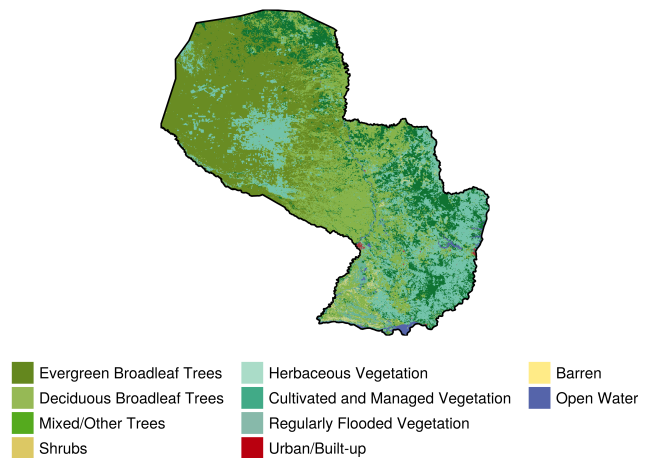 Evergreen Broadleaf Trees
Deciduous Broadleaf Trees
Mixed/Other Trees
Shrubs
Herbaceous Vegetation
Cultivated and Managed Vegetation
Regularly Flooded Vegetation
Urban/Built-up
Barren
Open Water